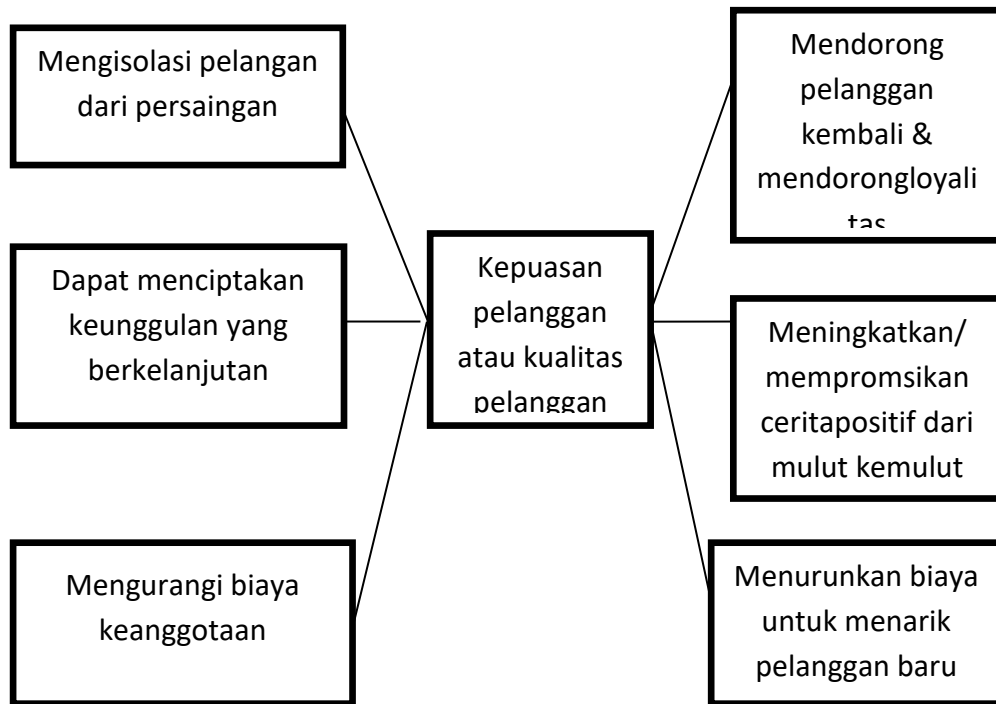 Mengisolasi pelangan
dari persaingan
Dapat menciptakan
keunggulan yang
berkelanjutan
Mengurangi biaya
keanggotaan
Kepuasan
pelanggan
atau kualitas
pelanggan
Mendorong
pelanggan
kembali &
mendorongloyali
tas
Meningkatkan/
mempromsikan
ceritapositif dari
mulut kemulut
Menurunkan biaya
untuk menarik
pelanggan baru